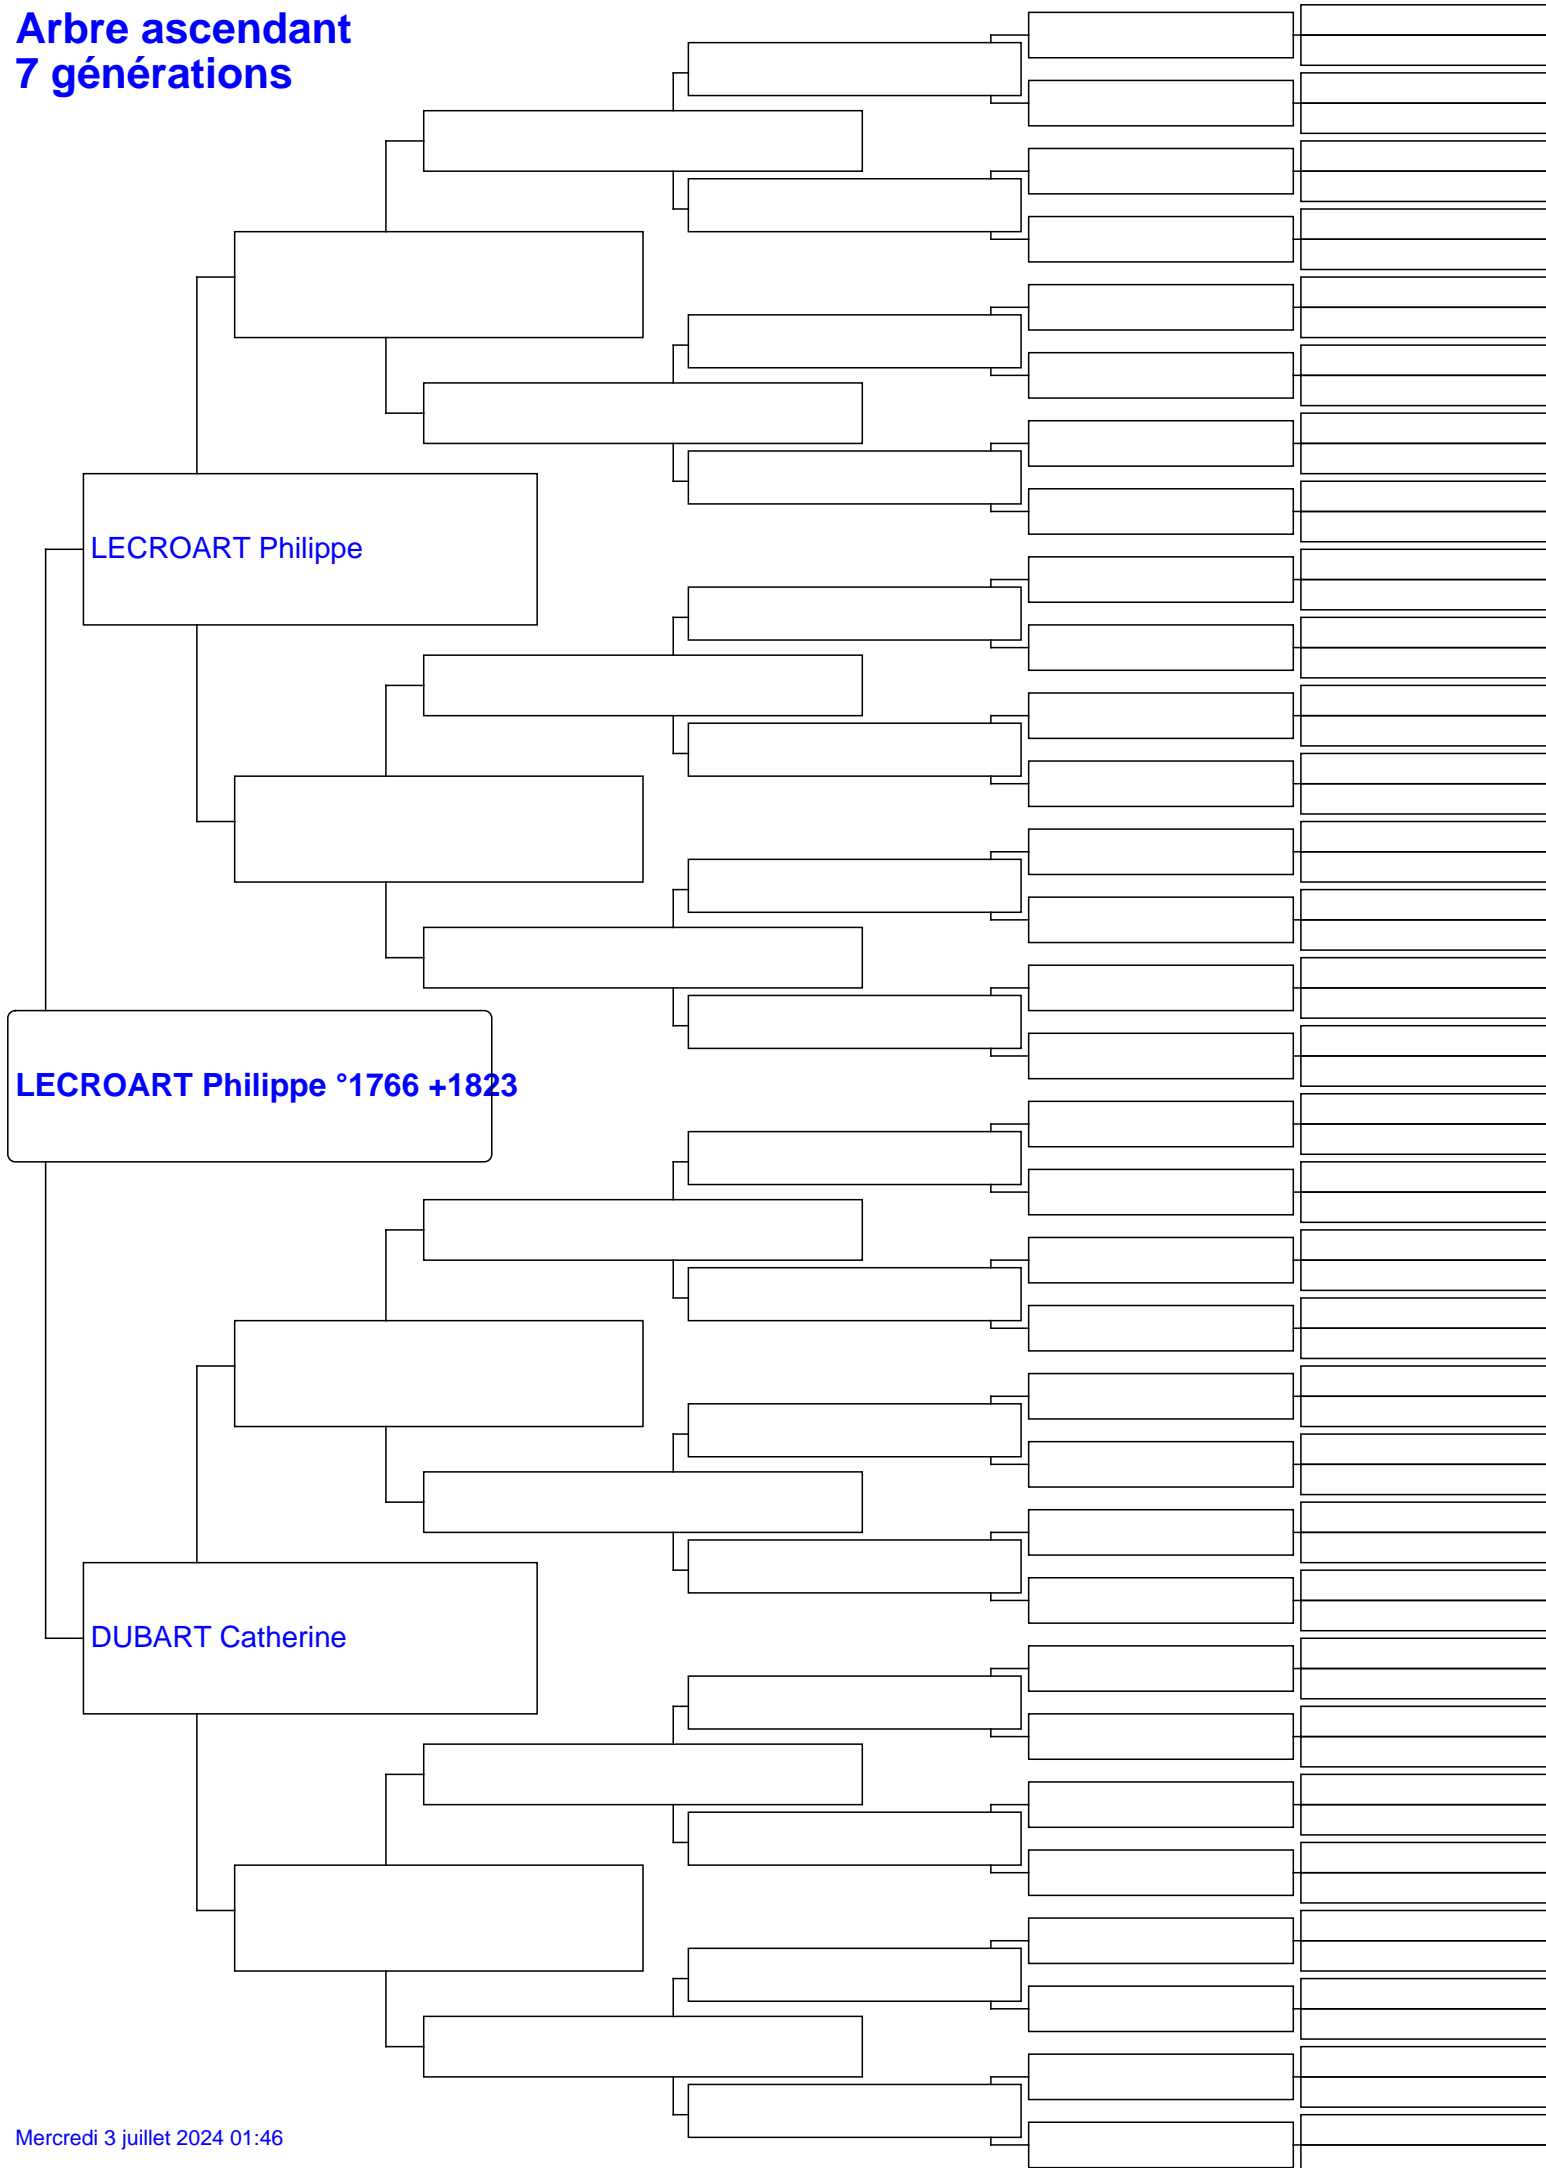 Arbre ascendant
7 générations
LECROART Philippe
LECROART Philippe °1766 +1823
DUBART Catherine
Mercredi 3 juillet 2024 01:46